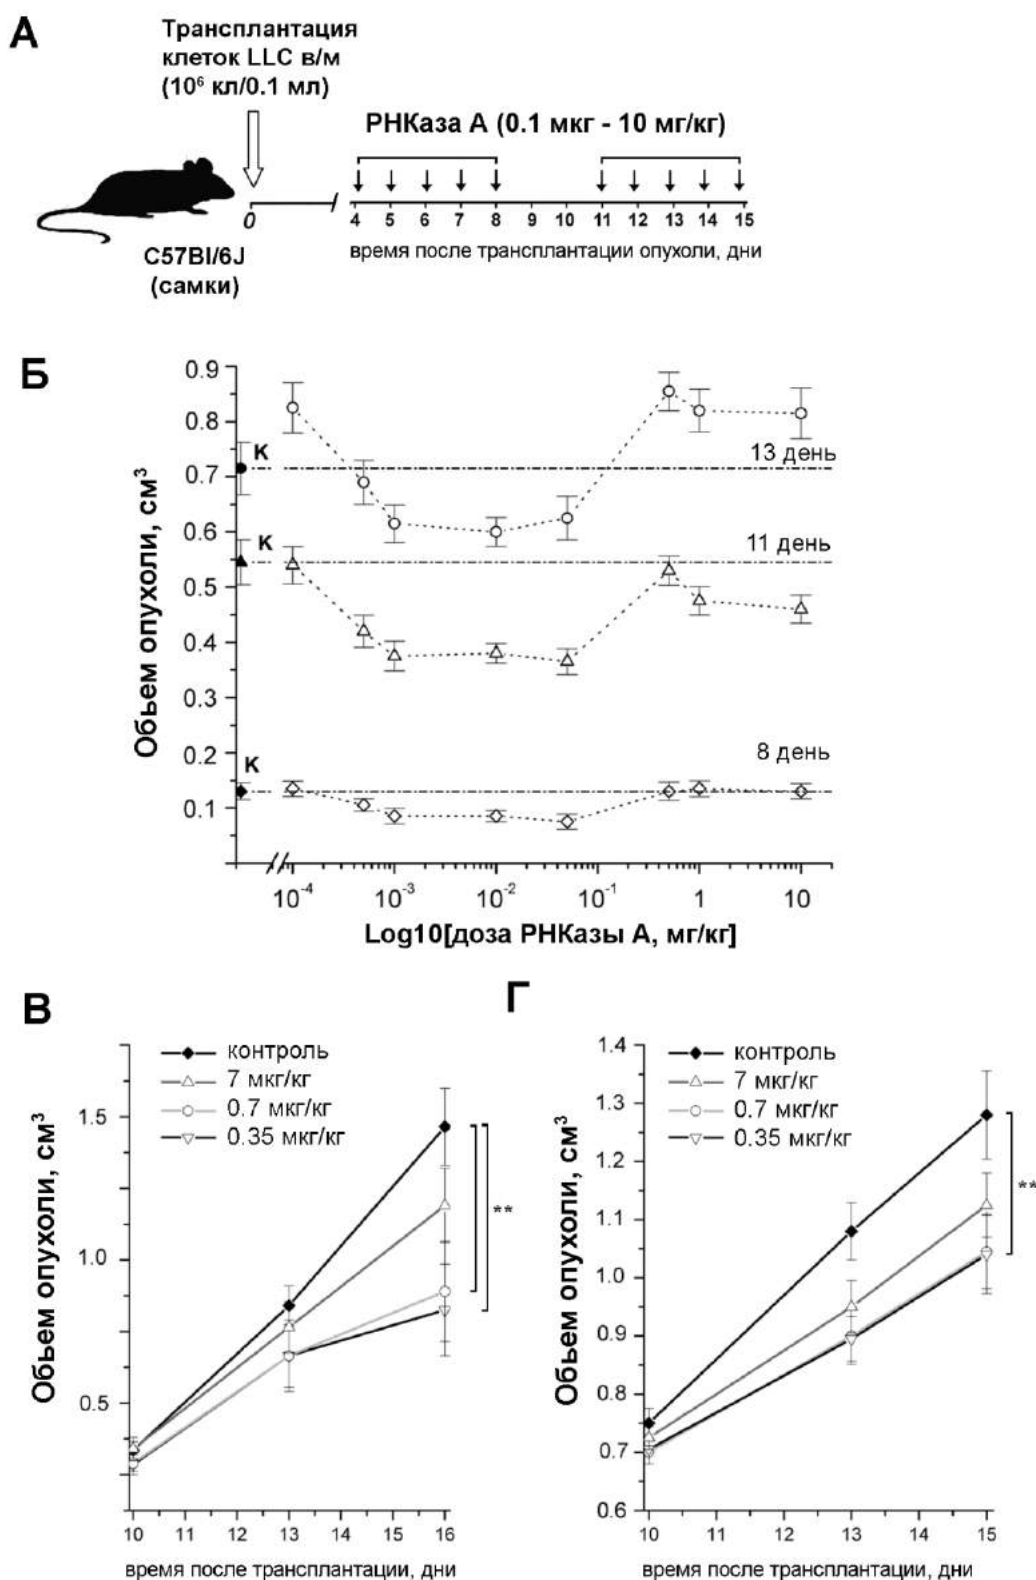 А
Трансплантация
клеток LLC в/м
(10⁶ кл/0.1 мл)
РНКаза А (0.1 мкг - 10 мг/кг)
0
4 5 6 7 8 9 10 11 12 13 14 15
время после трансплантации опухоли, дни
C57Bl/6J
(самки)
Б
Обьем опухоли, см³
0.9
0.8
0.7
0.6
0.5
0.4
0.3
0.2
0.1
К
13 день
К
11 день
К
8 день
10⁻⁴ 10⁻³ 10⁻² 10⁻¹ 1 10
Log10[доза РНКазы А, мг/кг]
В
Обьем опухоли, см³
контроль
7 мкг/кг
0.7 мкг/кг
0.35 мкг/кг
1.5
1.0
0.5
**
10 11 12 13 14 15 16
время после трансплантации, дни
Г
Обьем опухоли, см³
контроль
7 мкг/кг
0.7 мкг/кг
0.35 мкг/кг
1.4
1.3
1.2
1.1
1.0
0.9
0.8
0.7
0.6
**
10 11 12 13 14 15
время после трансплантации, дни